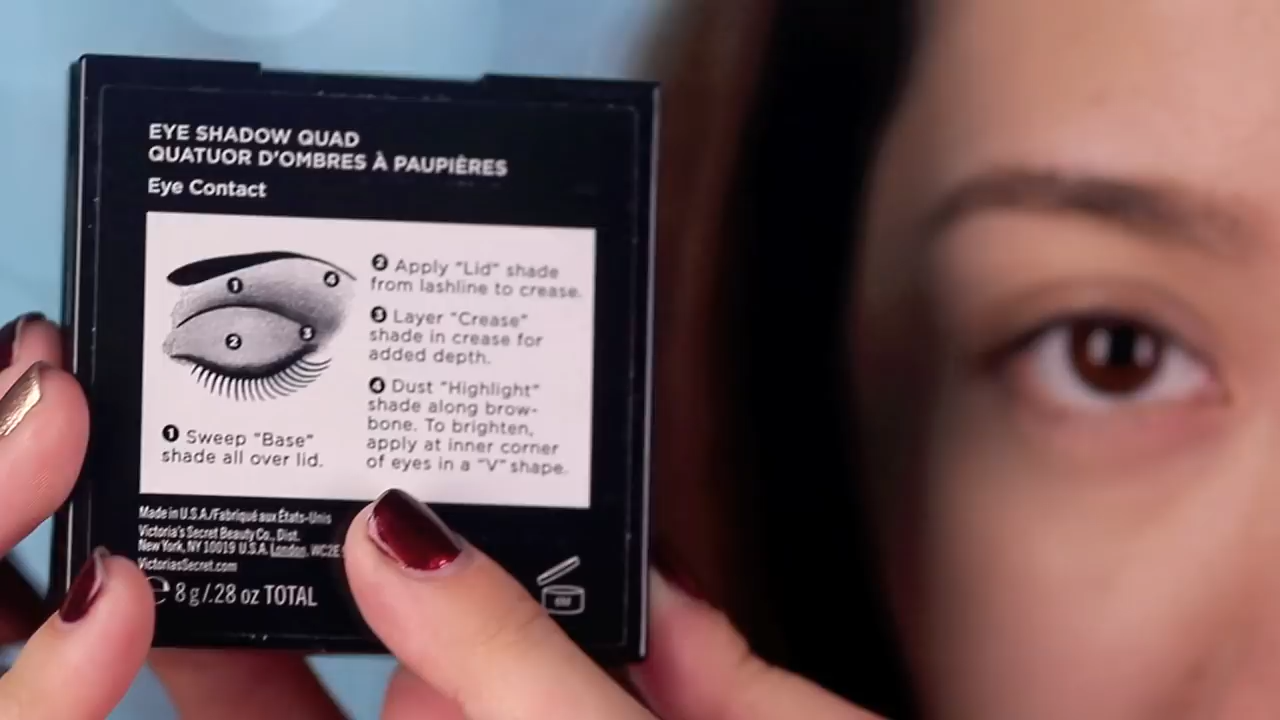 EYE SHADOW QUAD
QUATUOR D'OMBRES À PAUPIÈRES
Eye Contact
1
4
2
3
1 Sweep "Base"
shade all over lid.
2 Apply "Lid" shade
from lashline to crease.
3 Layer "Crease"
shade in crease for
added depth.
4 Dust "Highlight"
shade along brow-
bone. To brighten,
apply at inner corner
of eyes in a "V" shape.
Made in U.S.A./Fabriqué aux États-Unis
Victoria's Secret Beauty Co., Dist.
New York, NY 10019 U.S.A. London, WC2E
VictoriasSecret.com
e 8 g/.28 oz TOTAL